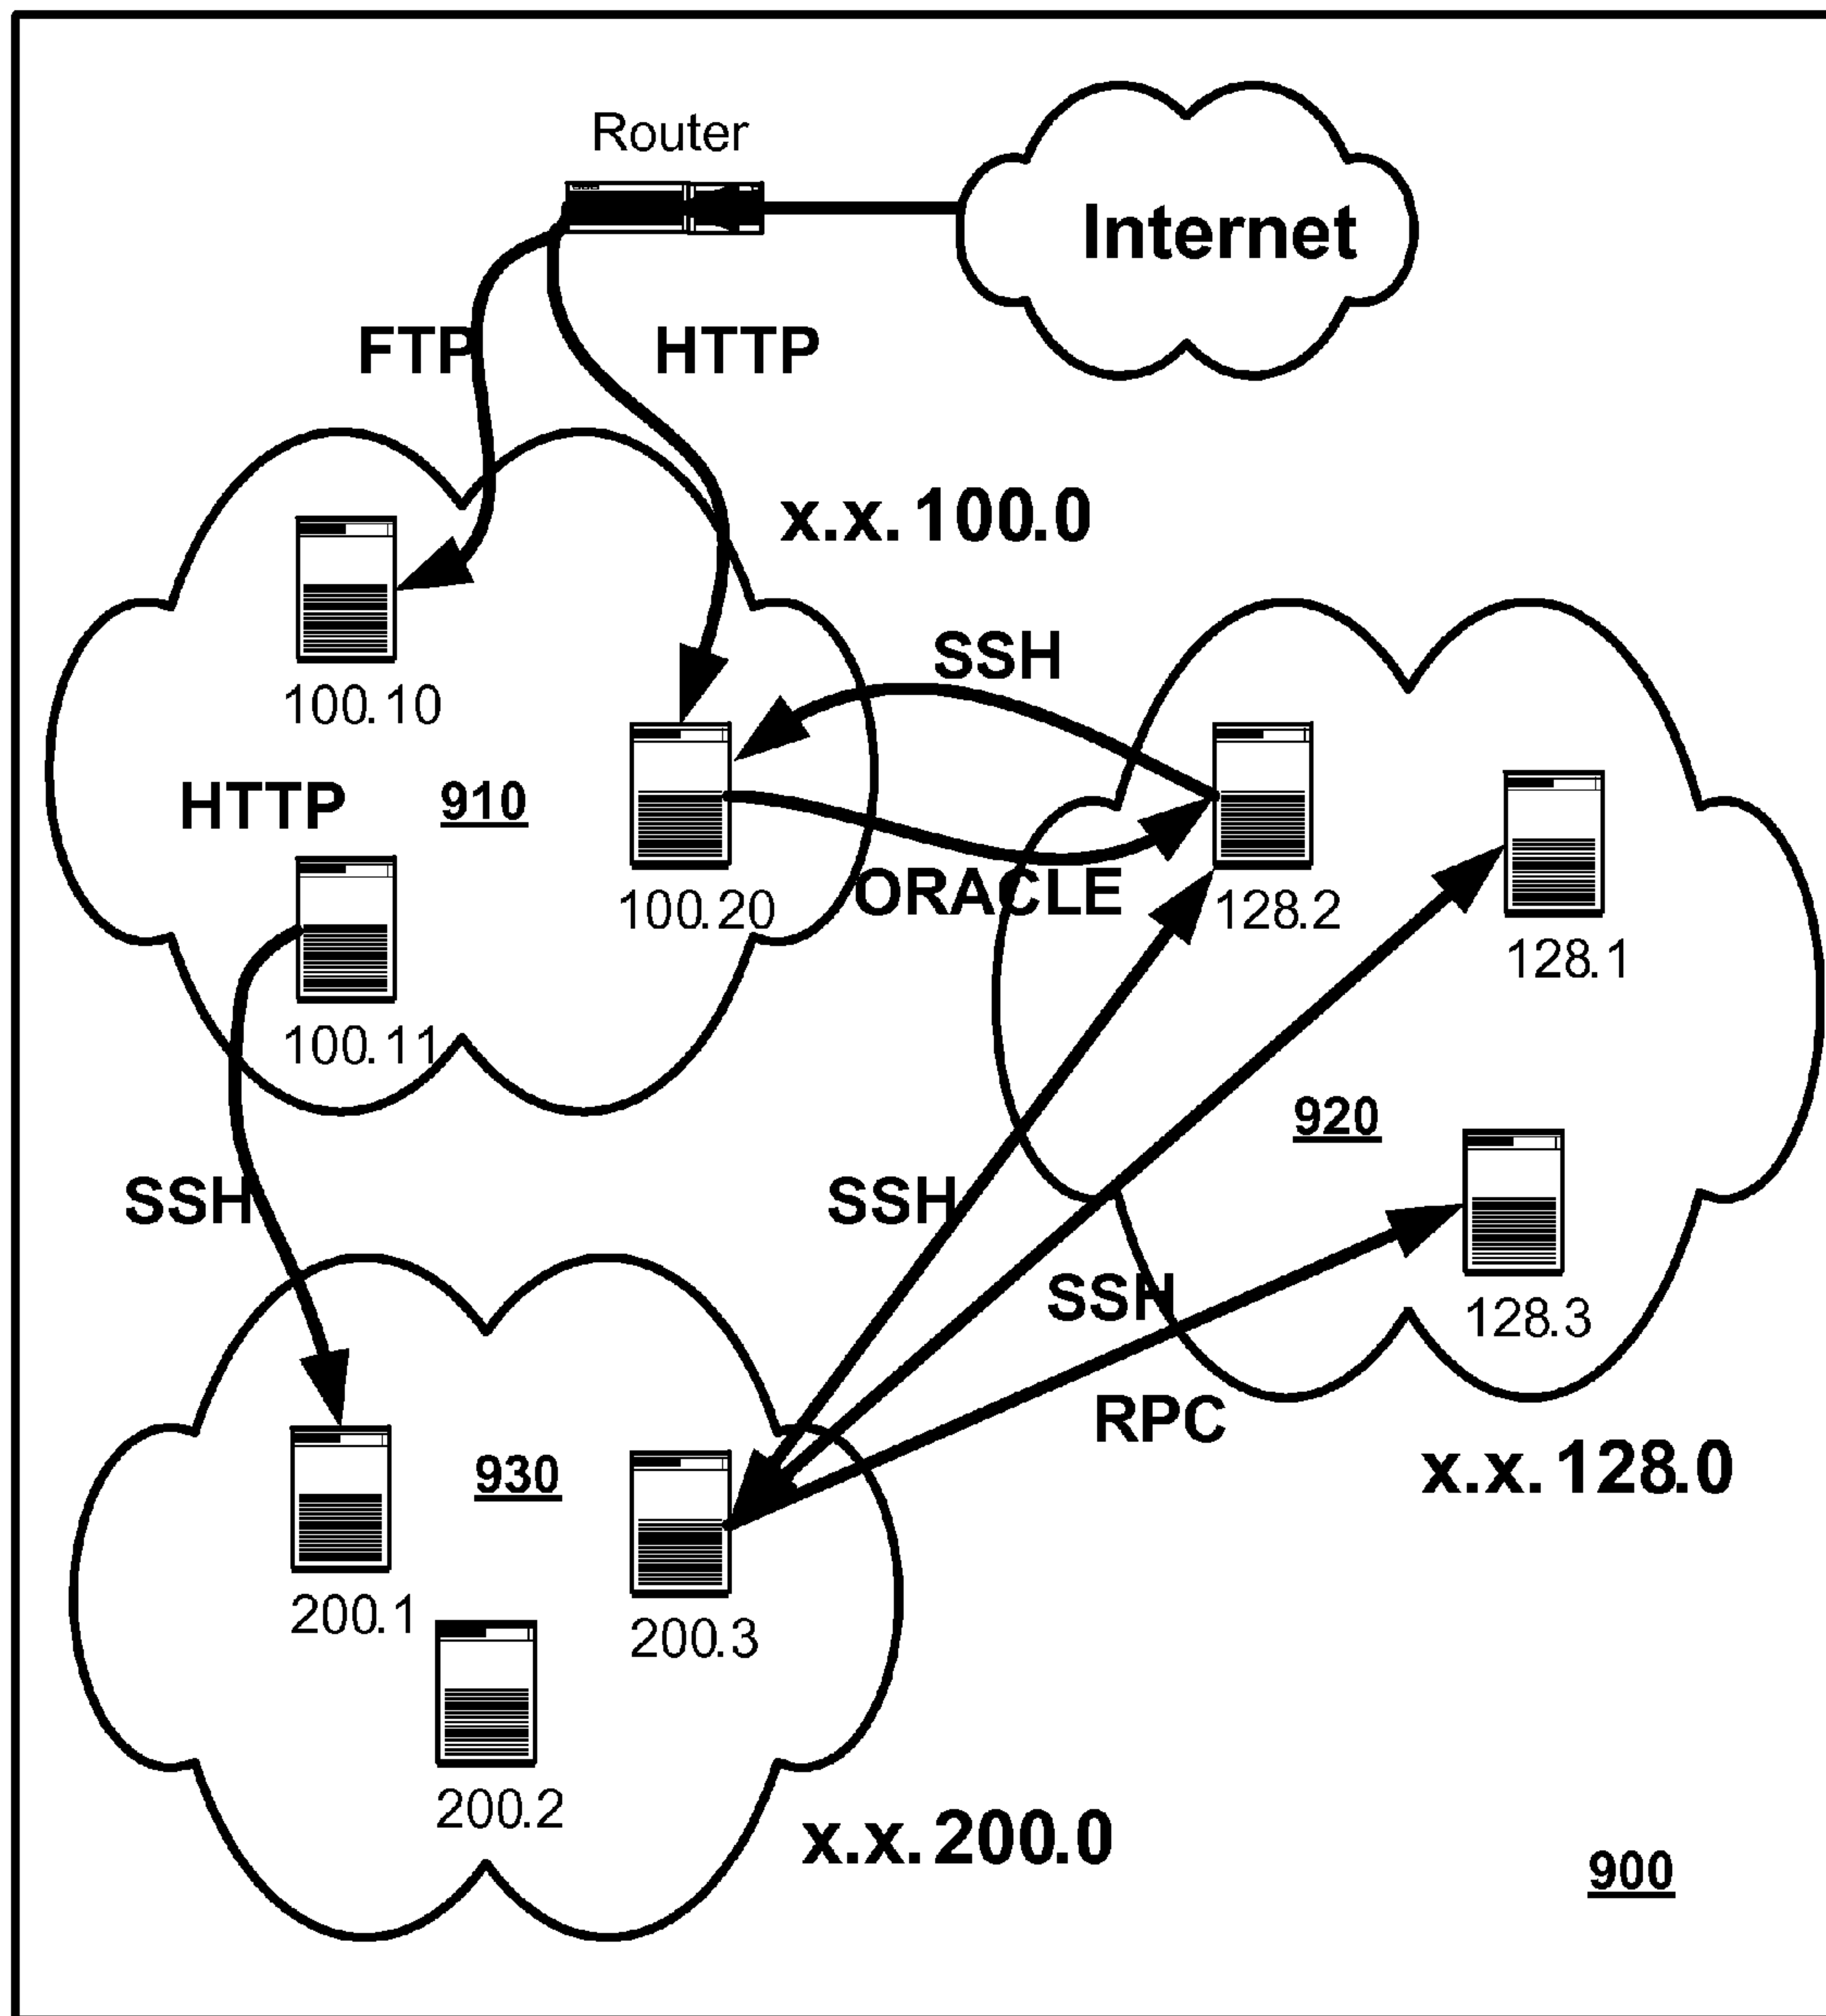 Router
Internet
FTP
HTTP
x.x.100.0
100.10
SSH
HTTP
910
100.20
ORACLE
128.2
128.1
100.11
920
SSH
SSH
SSH
128.3
RPC
x.x.128.0
930
200.1
200.3
200.2
x.x.200.0
900